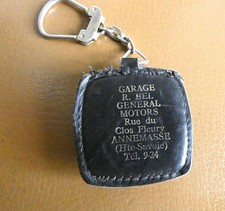 GARAGE
R. BEL
GENERAL
MOTORS
Rue du
Clos Fleury
ANNEMASSE
(Hte-Savoie)
Tél. 9-24